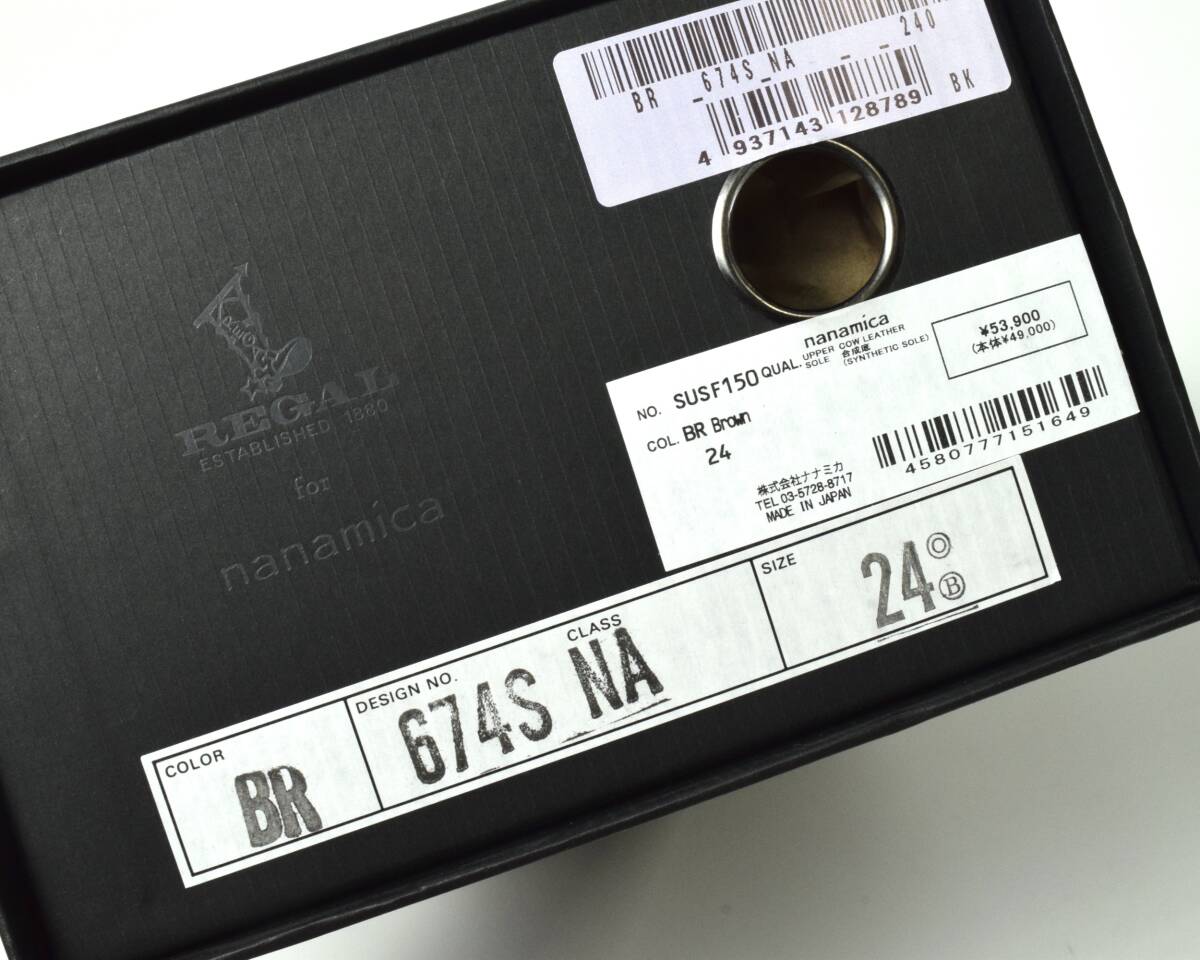 BR _674S_NA _ _ 240
4 937143 128789 BK
REGAL
ESTABLISHED 1880
for
nanamica
nanamica
NO. SUSF150 QUAL. UPPER COW LEATHER
SOLE 合成底
(SYNTHETIC SOLE)
¥53,900
(本体¥49,000)
COL. BR Brown
24
4580777151649
株式会社ナナミカ
TEL 03-5728-8717
MADE IN JAPAN
COLOR
BR
DESIGN NO. CLASS
674S NA
SIZE
24 O
B